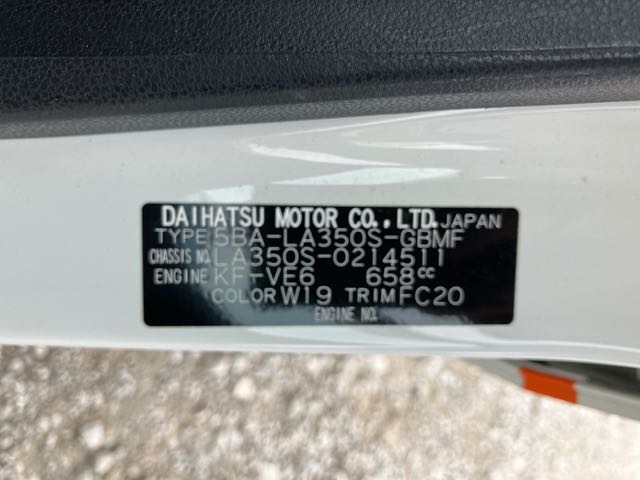 DAIHATSU MOTOR CO., LTD. JAPAN
TYPE 5BA-LA350S-GBMF
CHASSIS NO. LA350S-0214511
ENGINE KF-VE6 658cc
COLOR W19 TRIM FC20
ENGINE NO.